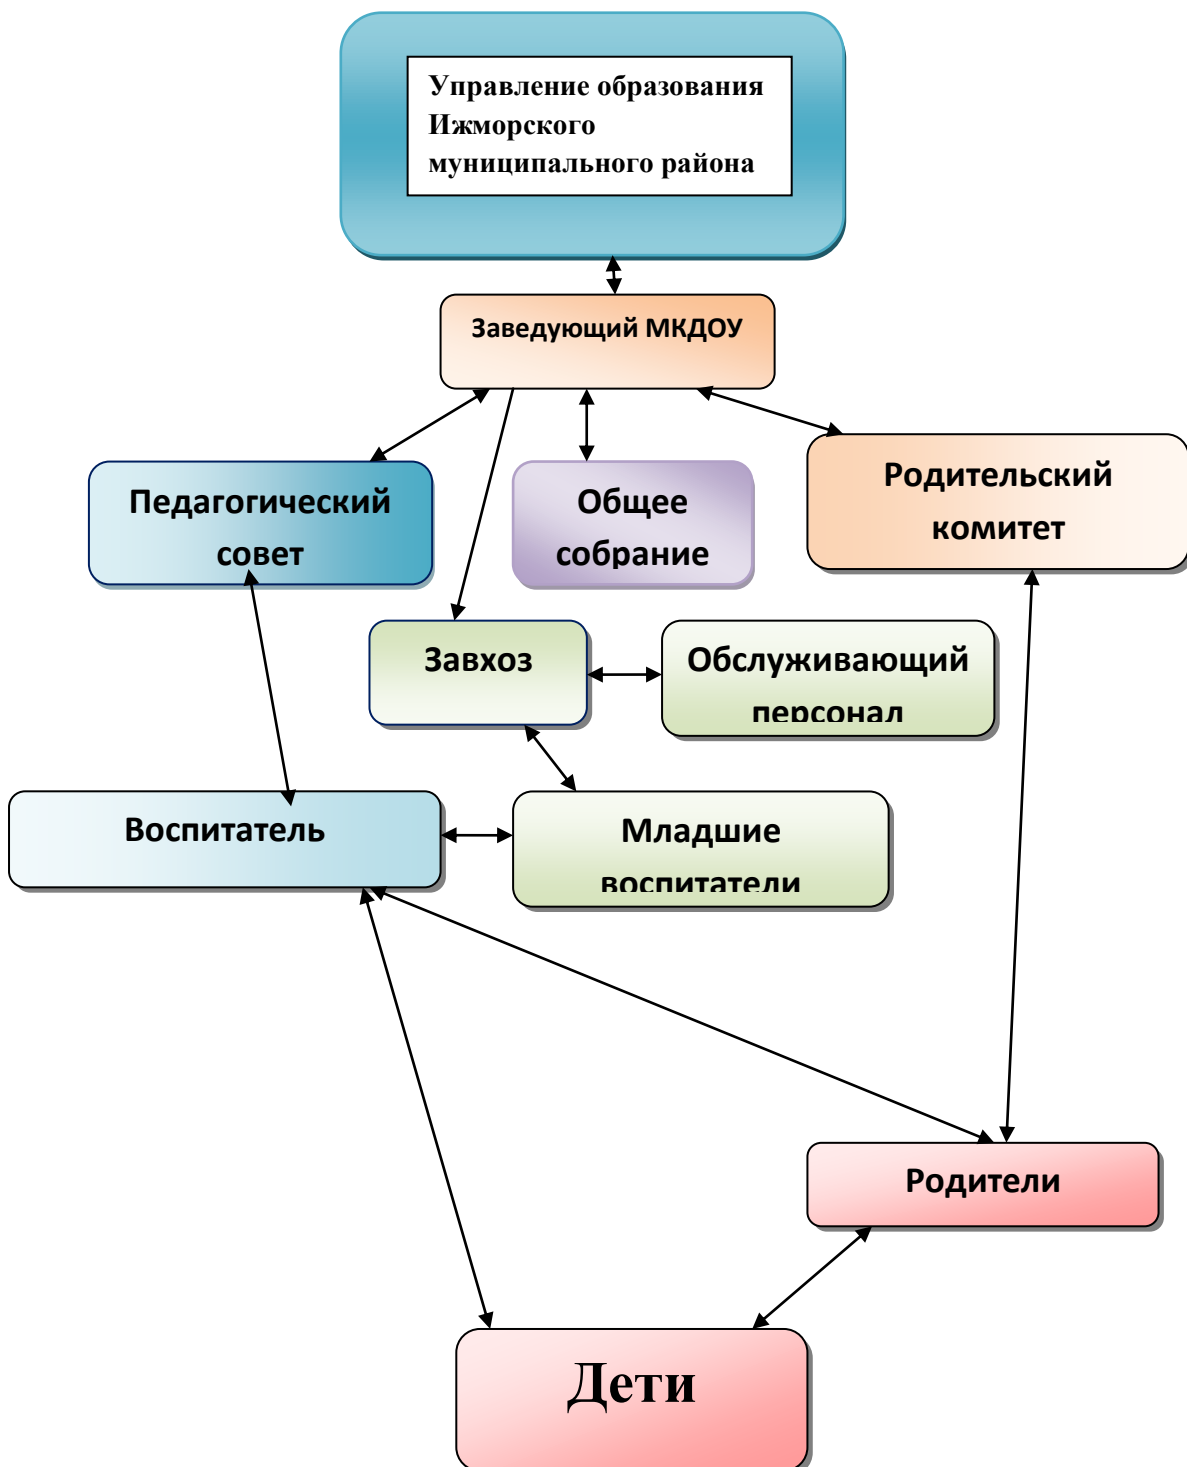 Управление образования
Ижморского
муниципального района
Заведующий МКДОУ
Педагогический
совет
Общее
собрание
Родительский
комитет
Завхоз
Обслуживающий
персонал
Воспитатель
Младшие
воспитатели
Родители
Дети